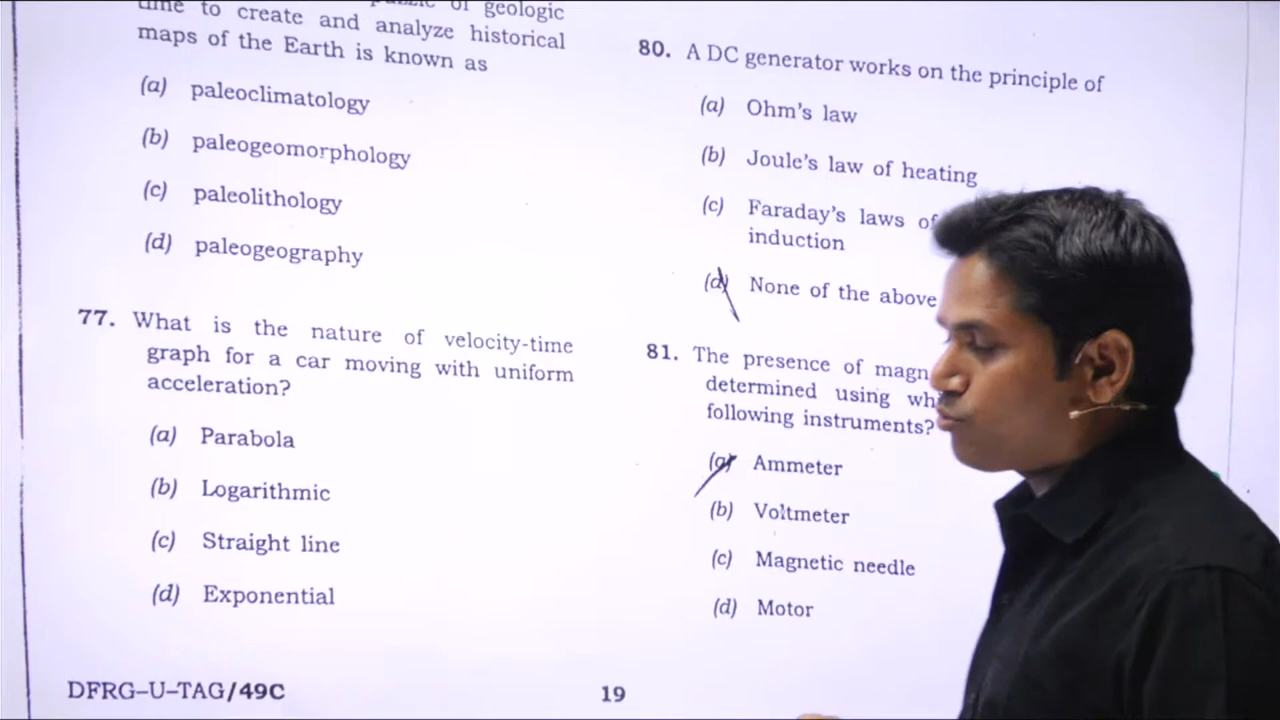 of geologic
time to create and analyze historical
maps of the Earth is known as
(a) paleoclimatology
(b) paleogeomorphology
(c) paleolithology
(d) paleogeography
77. What is the nature of velocity-time
graph for a car moving with uniform
acceleration?
(a) Parabola
(b) Logarithmic
(c) Straight line
(d) Exponential
DFRG-U-TAG/49C
19
80. A DC generator works on the principle of
(a) Ohm's law
(b) Joule's law of heating
(c) Faraday's laws of
induction
(d) None of the above
81. The presence of magn
determined using wh
following instruments?
(a) Ammeter
(b) Voltmeter
(c) Magnetic needle
(d) Motor